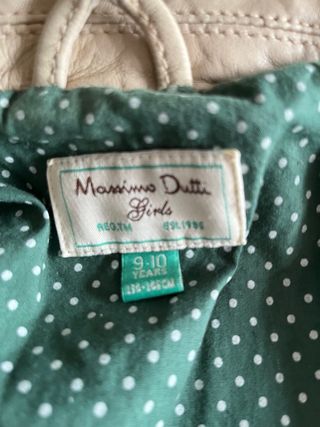 Massimo Dutti
Girls
REG.TM EST.1985
9-10
YEARS